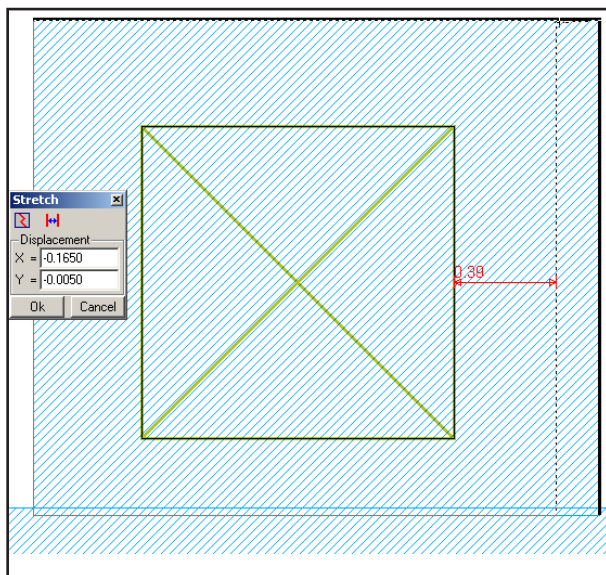 Stretch
Displacement
X = -0.1650
Y = -0.0050
Ok Cancel
0.39